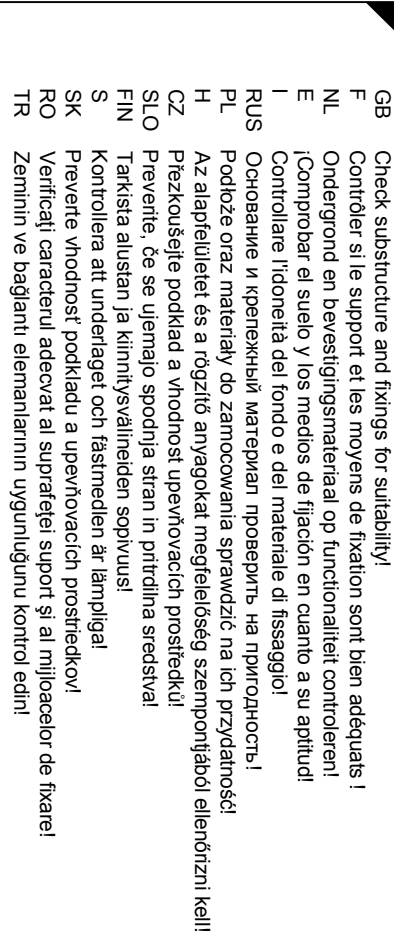 GB Check substructure and fixings for suitability!
F Contrôler si le support et les moyens de fixation sont bien adéquats !
NL Ondergrond en bevestigingsmateriaal op functionaliteit controleren!
E ¡Comprobar el suelo y los medios de fijación en cuanto a su aptitud!
I Controllare l'idoneità del fondo e del materiale di fissaggio!
RUS Основание и крепежный материал проверить на пригодность!
PL Podłoże oraz materiały do zamocowania sprawdzić na ich przydatność!
H Az alapfelületet és a rögzítő anyagokat megfelelőség szempontjából ellenőrizni kell!
CZ Přezkoušejte podklad a vhodnost upevňovacích prostředků!
SLO Preverite, če se ujemajo spodnja stran in pritrdilna sredstva!
FIN Tarkista alustan ja kiinnitysvälineiden sopivuus!
S Kontrollera att underlaget och fästmedlen är lämpliga!
SK Preverte vhodnosť podkladu a upevňovacích prostriedkov!
RO Verificaţi caracterul adecvat al suprafeţei suport şi al mijloacelor de fixare!
TR Zeminin ve bağlantı elemanlarının uygunluğunu kontrol edin!